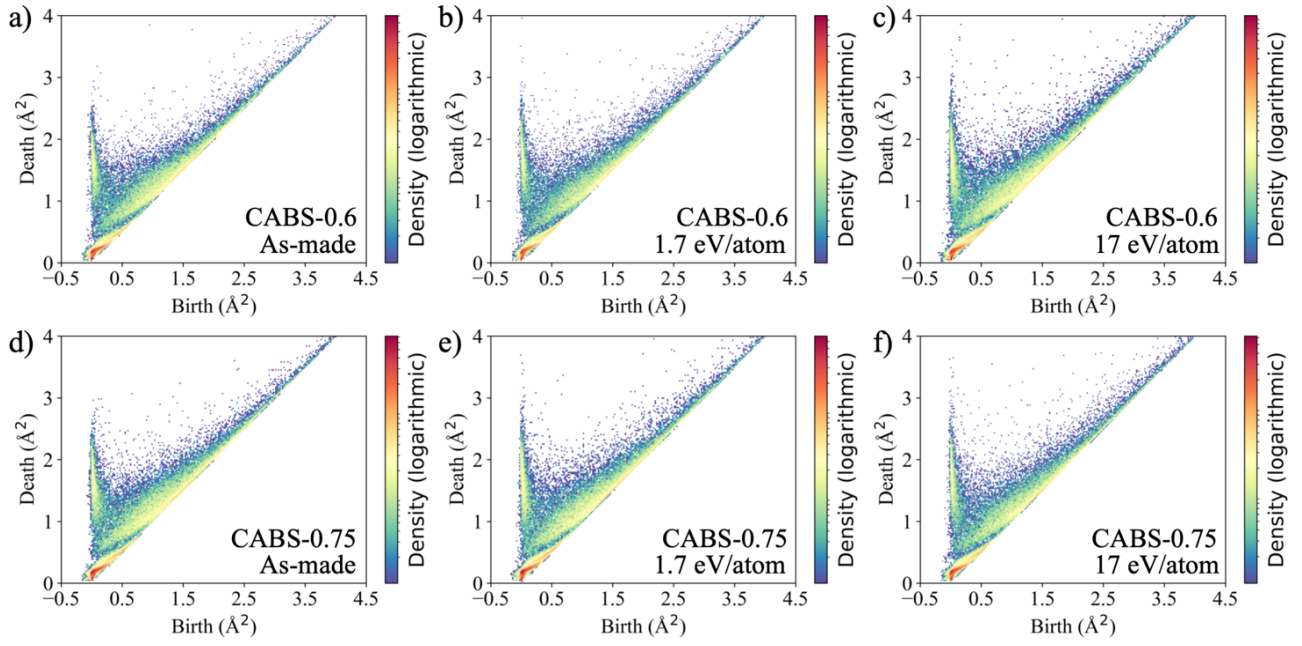 a)
4
3
2
1
0
Death (Å²)
−0.5 0.5 1.5 2.5 3.5 4.5
Birth (Å²)
CABS-0.6
As-made
Density (logarithmic)
b)
4
3
2
1
0
Death (Å²)
−0.5 0.5 1.5 2.5 3.5 4.5
Birth (Å²)
CABS-0.6
1.7 eV/atom
Density (logarithmic)
c)
4
3
2
1
0
Death (Å²)
−0.5 0.5 1.5 2.5 3.5 4.5
Birth (Å²)
CABS-0.6
17 eV/atom
Density (logarithmic)
d)
4
3
2
1
0
Death (Å²)
−0.5 0.5 1.5 2.5 3.5 4.5
Birth (Å²)
CABS-0.75
As-made
Density (logarithmic)
e)
4
3
2
1
0
Death (Å²)
−0.5 0.5 1.5 2.5 3.5 4.5
Birth (Å²)
CABS-0.75
1.7 eV/atom
Density (logarithmic)
f)
4
3
2
1
0
Death (Å²)
−0.5 0.5 1.5 2.5 3.5 4.5
Birth (Å²)
CABS-0.75
17 eV/atom
Density (logarithmic)